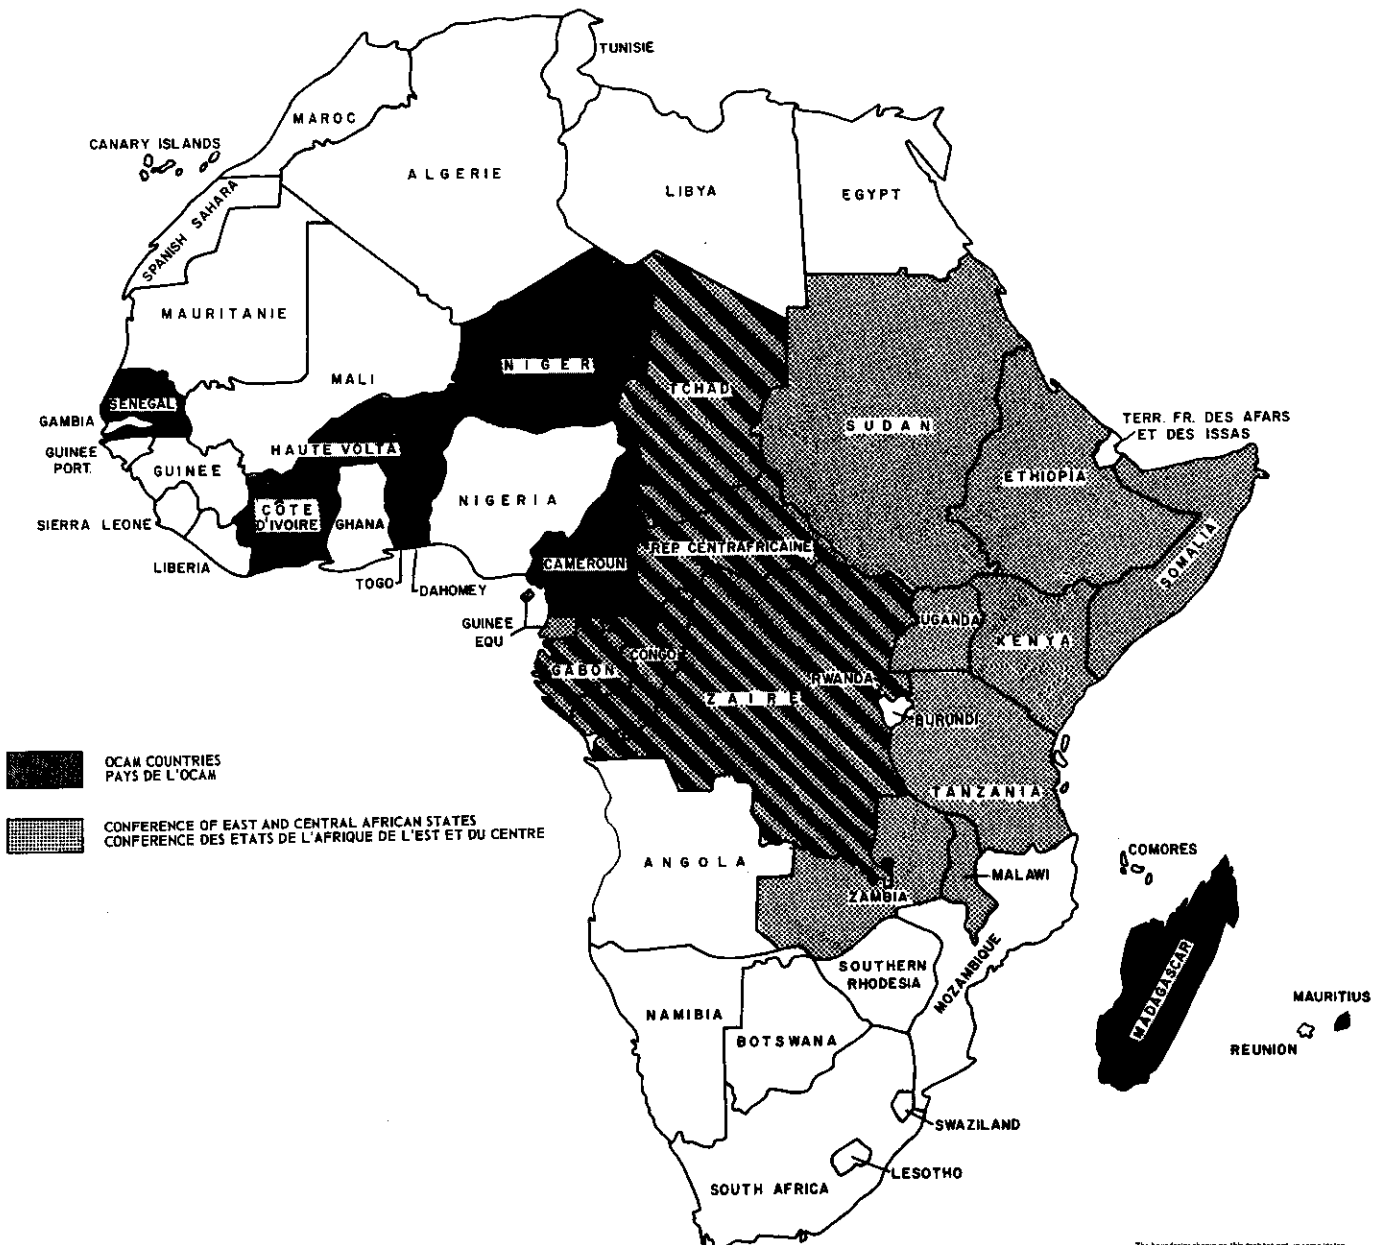 TUNISIE
MAROC
CANARY ISLANDS
ALGERIE
LIBYA
EGYPT
SPANISH SAHARA
MAURITANIE
MALI
NIGER
TCHAD
SUDAN
SENEGAL
GAMBIA
GUINEE
PORT.
GUINEE
HAUTE VOLTA
TERR. FR. DES AFARS
ET DES ISSAS
ETHIOPIA
SIERRA LEONE
CÔTE
D'IVOIRE
GHANA
NIGERIA
LIBERIA
TOGO
DAHOMEY
CAMEROUN
REP CENTRAFRICAINE
SOMALIA
GUINEE
EQU
UGANDA
KENYA
GABON
CONGO
ZAIRE
RWANDA
BURUNDI
OCAM COUNTRIES
PAYS DE L'OCAM
TANZANIA
CONFERENCE OF EAST AND CENTRAL AFRICAN STATES
CONFERENCE DES ETATS DE L'AFRIQUE DE L'EST ET DU CENTRE
ANGOLA
ZAMBIA
MALAWI
COMORES
SOUTHERN
RHODESIA
MOZAMBIQUE
MADAGASCAR
MAURITIUS
REUNION
NAMIBIA
BOTSWANA
SWAZILAND
LESOTHO
SOUTH AFRICA